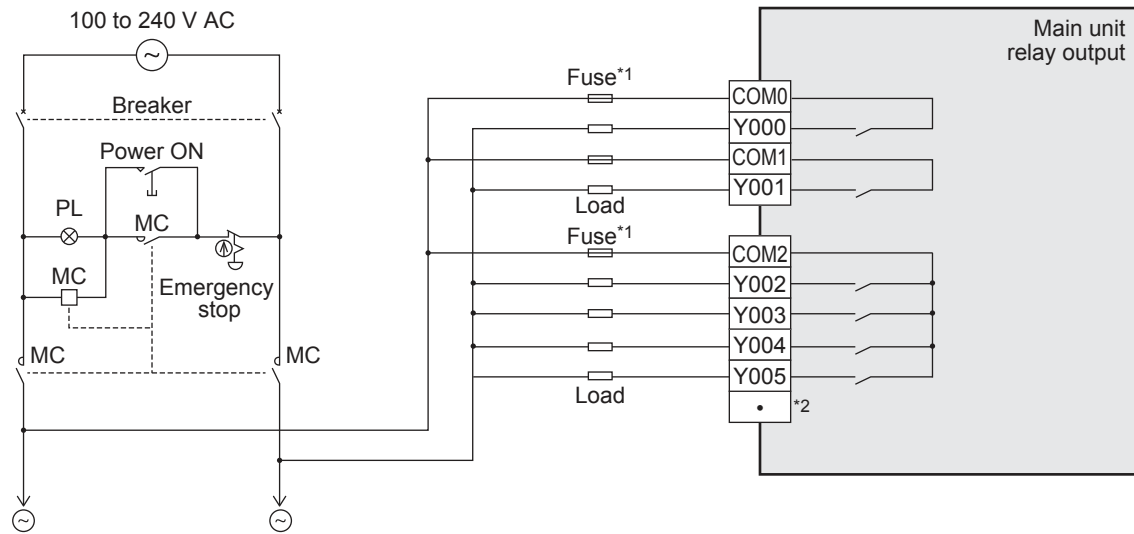 100 to 240 V AC
~
Breaker
Power ON
PL
MC
MC
Emergency
stop
MC
MC
~
~
Fuse*1
Load
Fuse*1
Load
Main unit
relay output
COM0
Y000
COM1
Y001
COM2
Y002
Y003
Y004
Y005
• *2